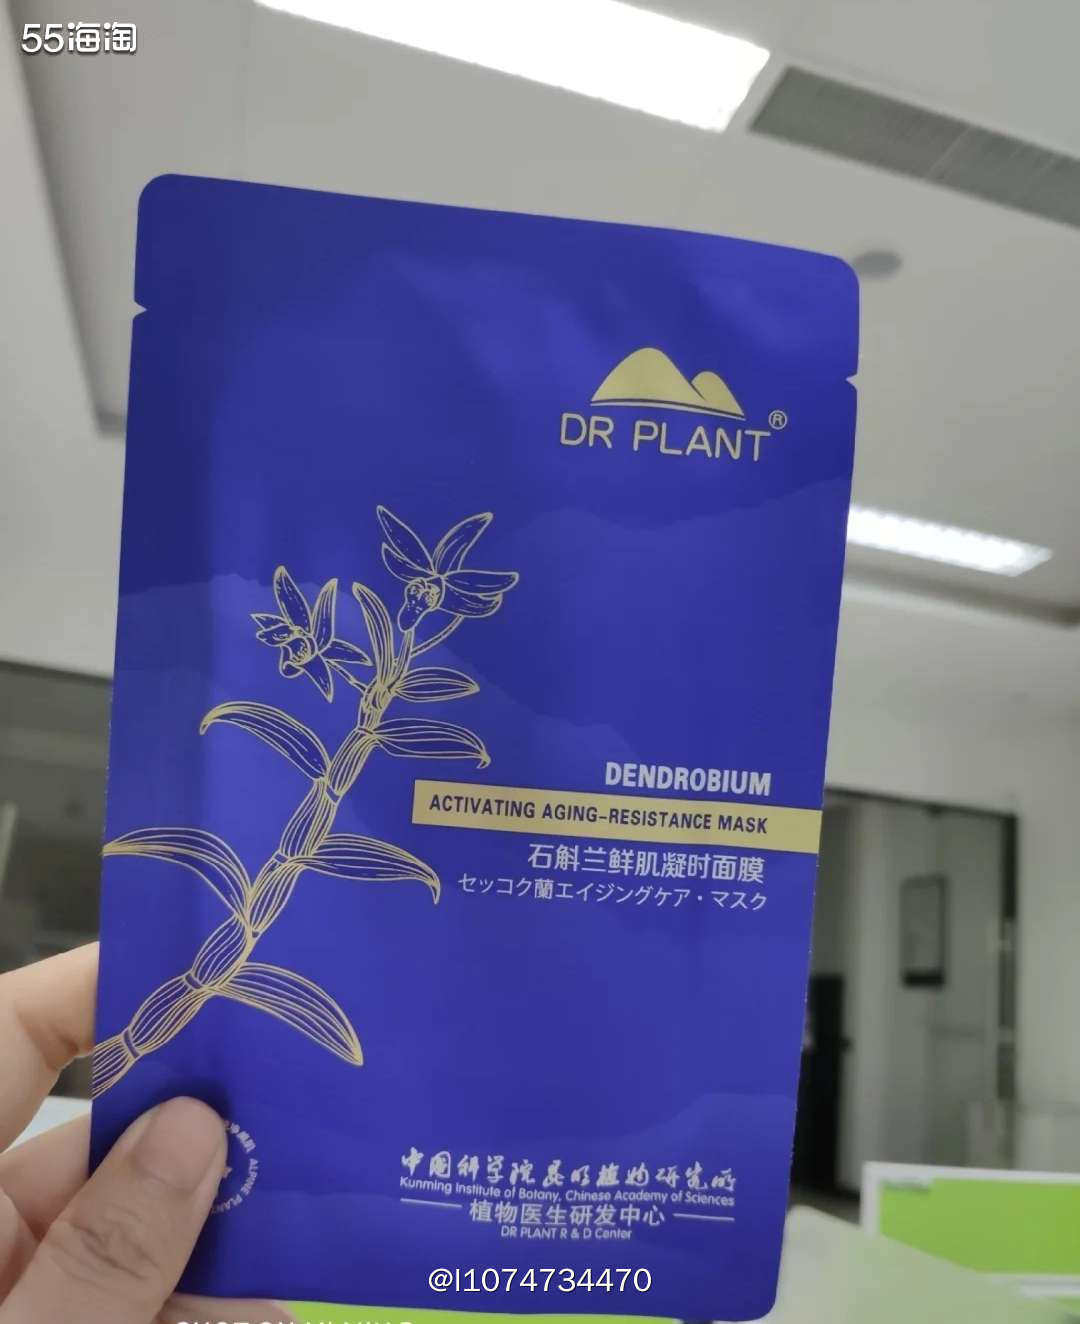 55海淘
DR PLANT®
DENDROBIUM
ACTIVATING AGING-RESISTANCE MASK
石斛兰鲜肌凝时面膜
セッコク蘭エイジングケア・マスク
ALPINE PLANT
中国科学院昆明植物研究所
Kunming Institute of Botany, Chinese Academy of Sciences
植物医生研发中心
DR PLANT R & D Center
@l1074734470